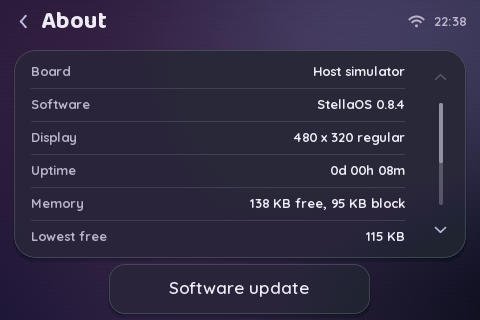 About
22:38
Board Host simulator
Software StellaOS 0.8.4
Display 480 x 320 regular
Uptime 0d 00h 08m
Memory 138 KB free, 95 KB block
Lowest free 115 KB
Software update